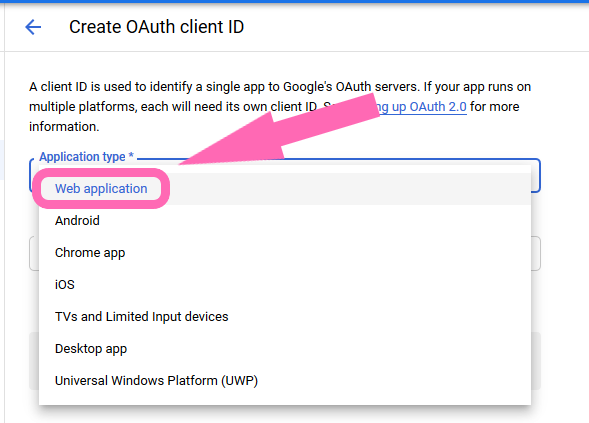 Create OAuth client ID
A client ID is used to identify a single app to Google's OAuth servers. If your app runs on
multiple platforms, each will need its own client ID. up OAuth 2.0 for more
information.
Application type *
Web application
Android
Chrome app
iOS
TVs and Limited Input devices
Desktop app
Universal Windows Platform (UWP)